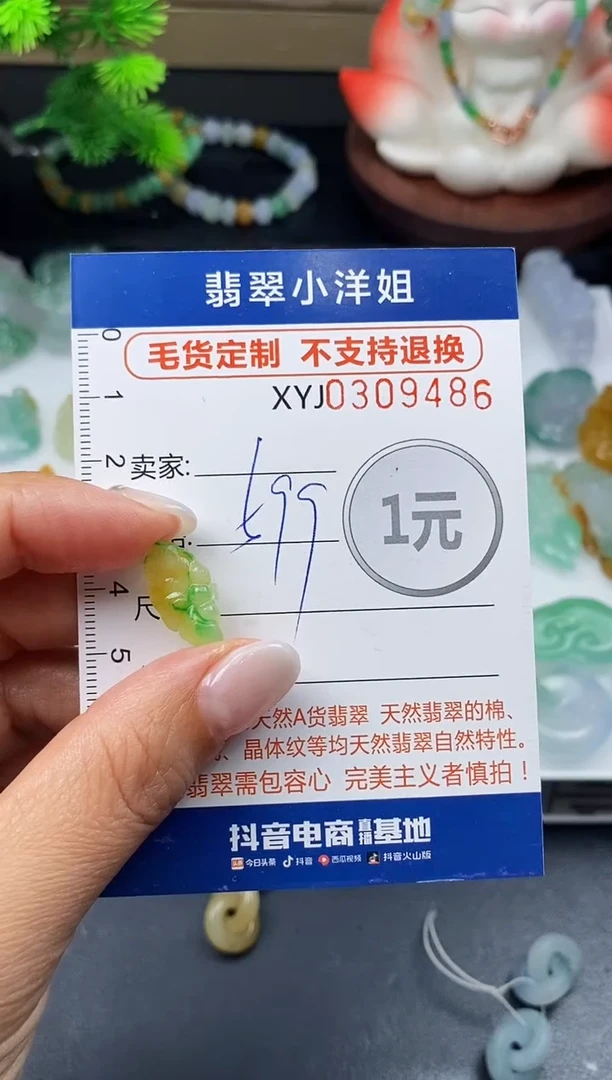 翡翠小洋姐
毛货定制 不支持退换
XYJ0309486
0
1
2
卖家:
1元
4
尺
5
天然A货翡翠 天然翡翠的棉、
、晶体纹等均天然翡翠自然特性。
翡翠需包容心 完美主义者慎拍！
抖音电商直播基地
今日头条 抖音 西瓜视频 抖音火山版